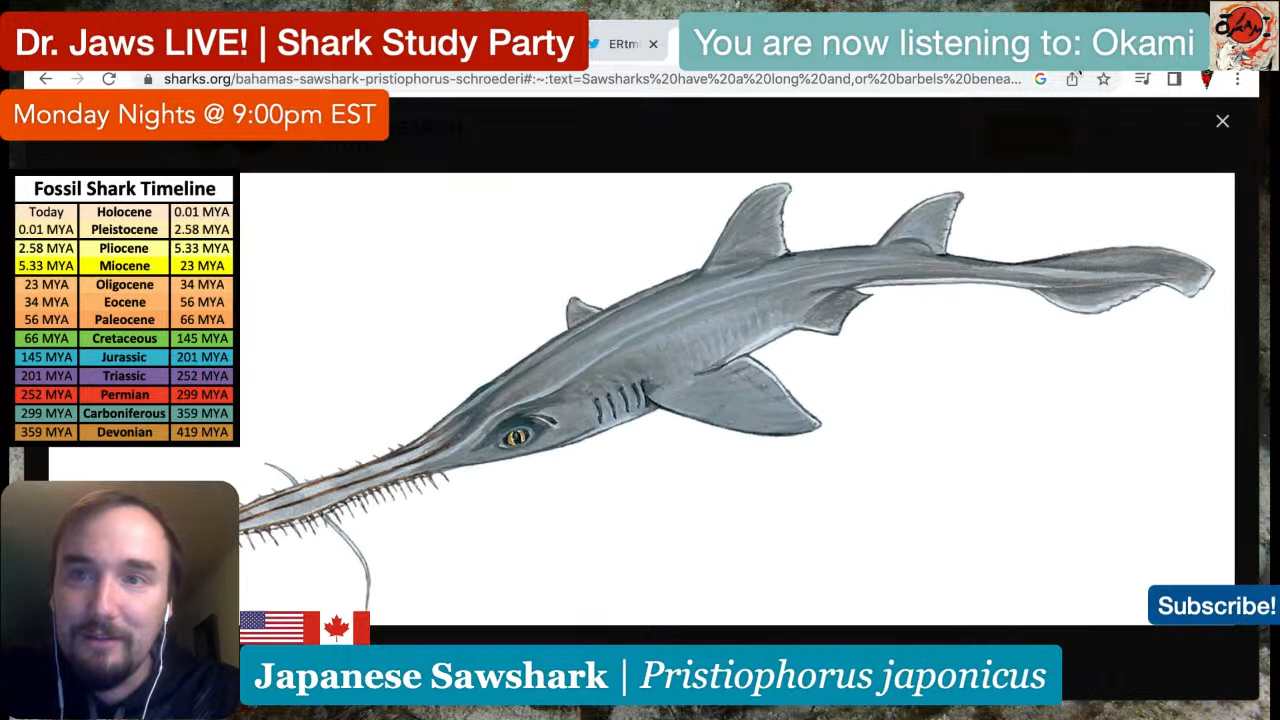 Dr. Jaws LIVE! | Shark Study Party
ERtm
You are now listening to: Okami
sharks.org/bahamas-sawshark-pristiophorus-schroederi#:~:text=Sawsharks%20have%20a%20long%20and,or%20barbels%20benea...
Monday Nights @ 9:00pm EST
Fossil Shark Timeline
Today Holocene 0.01 MYA
0.01 MYA Pleistocene 2.58 MYA
2.58 MYA Pliocene 5.33 MYA
5.33 MYA Miocene 23 MYA
23 MYA Oligocene 34 MYA
34 MYA Eocene 56 MYA
56 MYA Paleocene 66 MYA
66 MYA Cretaceous 145 MYA
145 MYA Jurassic 201 MYA
201 MYA Triassic 252 MYA
252 MYA Permian 299 MYA
299 MYA Carboniferous 359 MYA
359 MYA Devonian 419 MYA
Subscribe!
Japanese Sawshark | Pristiophorus japonicus